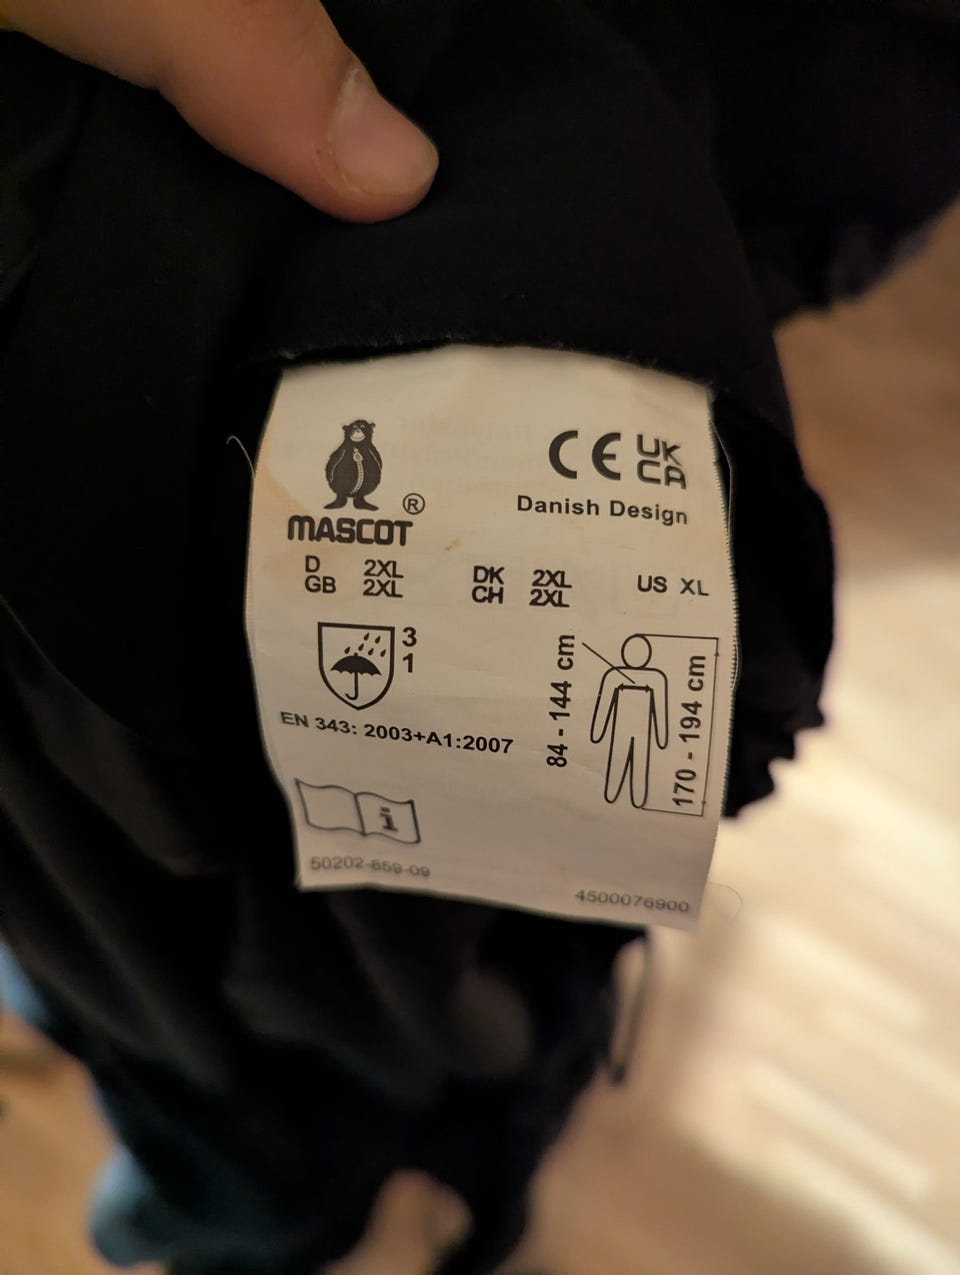 MASCOT ®
CE UK CA
Danish Design
D 2XL
GB 2XL
DK 2XL
CH 2XL
US XL
3
1
EN 343: 2003+A1:2007
84 - 144 cm
170 - 194 cm
i
50202-859-09
4500076900